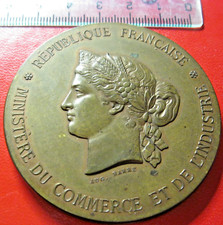 RÉPUBLIQUE FRANÇAISE
MINISTÈRE DU COMMERCE ET DE L'INDUSTRIE